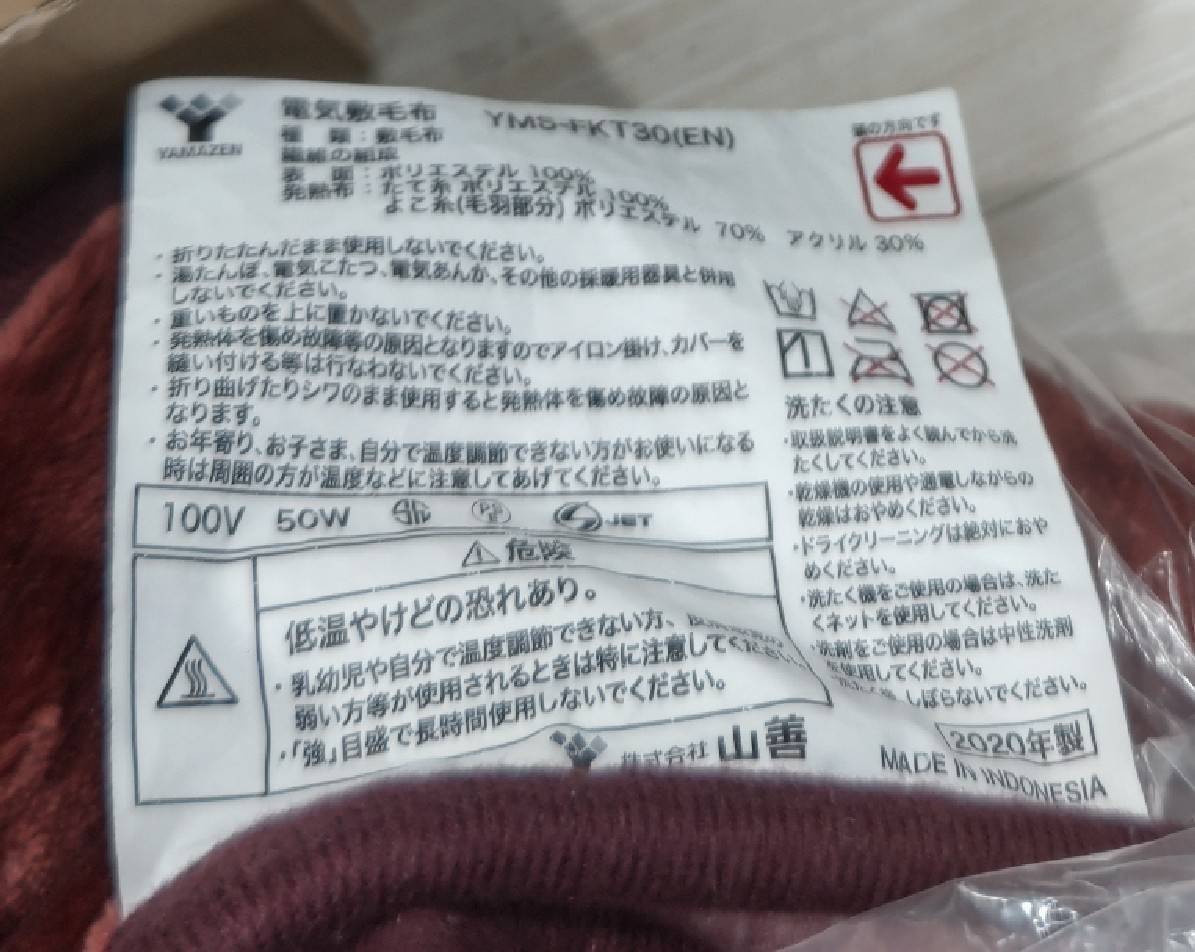 YAMAZEN
電気敷毛布 YMS-FKT30(EN)
種 類：敷毛布
繊維の組成
表 面：ポリエステル 100%
発熱布：たて糸 ポリエステル 100%
よこ糸(毛羽部分) ポリエステル 70% アクリル 30%
・折りたたんだまま使用しないでください。
・湯たんぽ、電気こたつ、電気あんか、その他の採暖用器具と併用
しないでください。
・重いものを上に置かないでください。
・発熱体を傷め故障等の原因となりますのでアイロン掛け、カバーを
縫い付ける等は行なわないでください。
・折り曲げたりシワのまま使用すると発熱体を傷め故障の原因と
なります。
・お年寄り、お子さま、自分で温度調節できない方がお使いになる
時は周囲の方が温度などに注意してあげてください。
100V 50W JET
危険
低温やけどの恐れあり。
・乳幼児や自分で温度調節できない方、
弱い方等が使用されるときは特に注意してください。
・「強」目盛で長時間使用しないでください。
株式会社 山善
の方向です
洗たくの注意
・取扱説明書をよく読んでから洗
たくしてください。
・乾燥機の使用や通電しながらの
乾燥はおやめください。
・ドライクリーニングは絶対におや
めください。
・洗たく機をご使用の場合は、洗た
くネットを使用してください。
・洗剤をご使用の場合は中性洗剤
を使用してください。
しぼらないでください。
2020年製
MADE IN INDONESIA